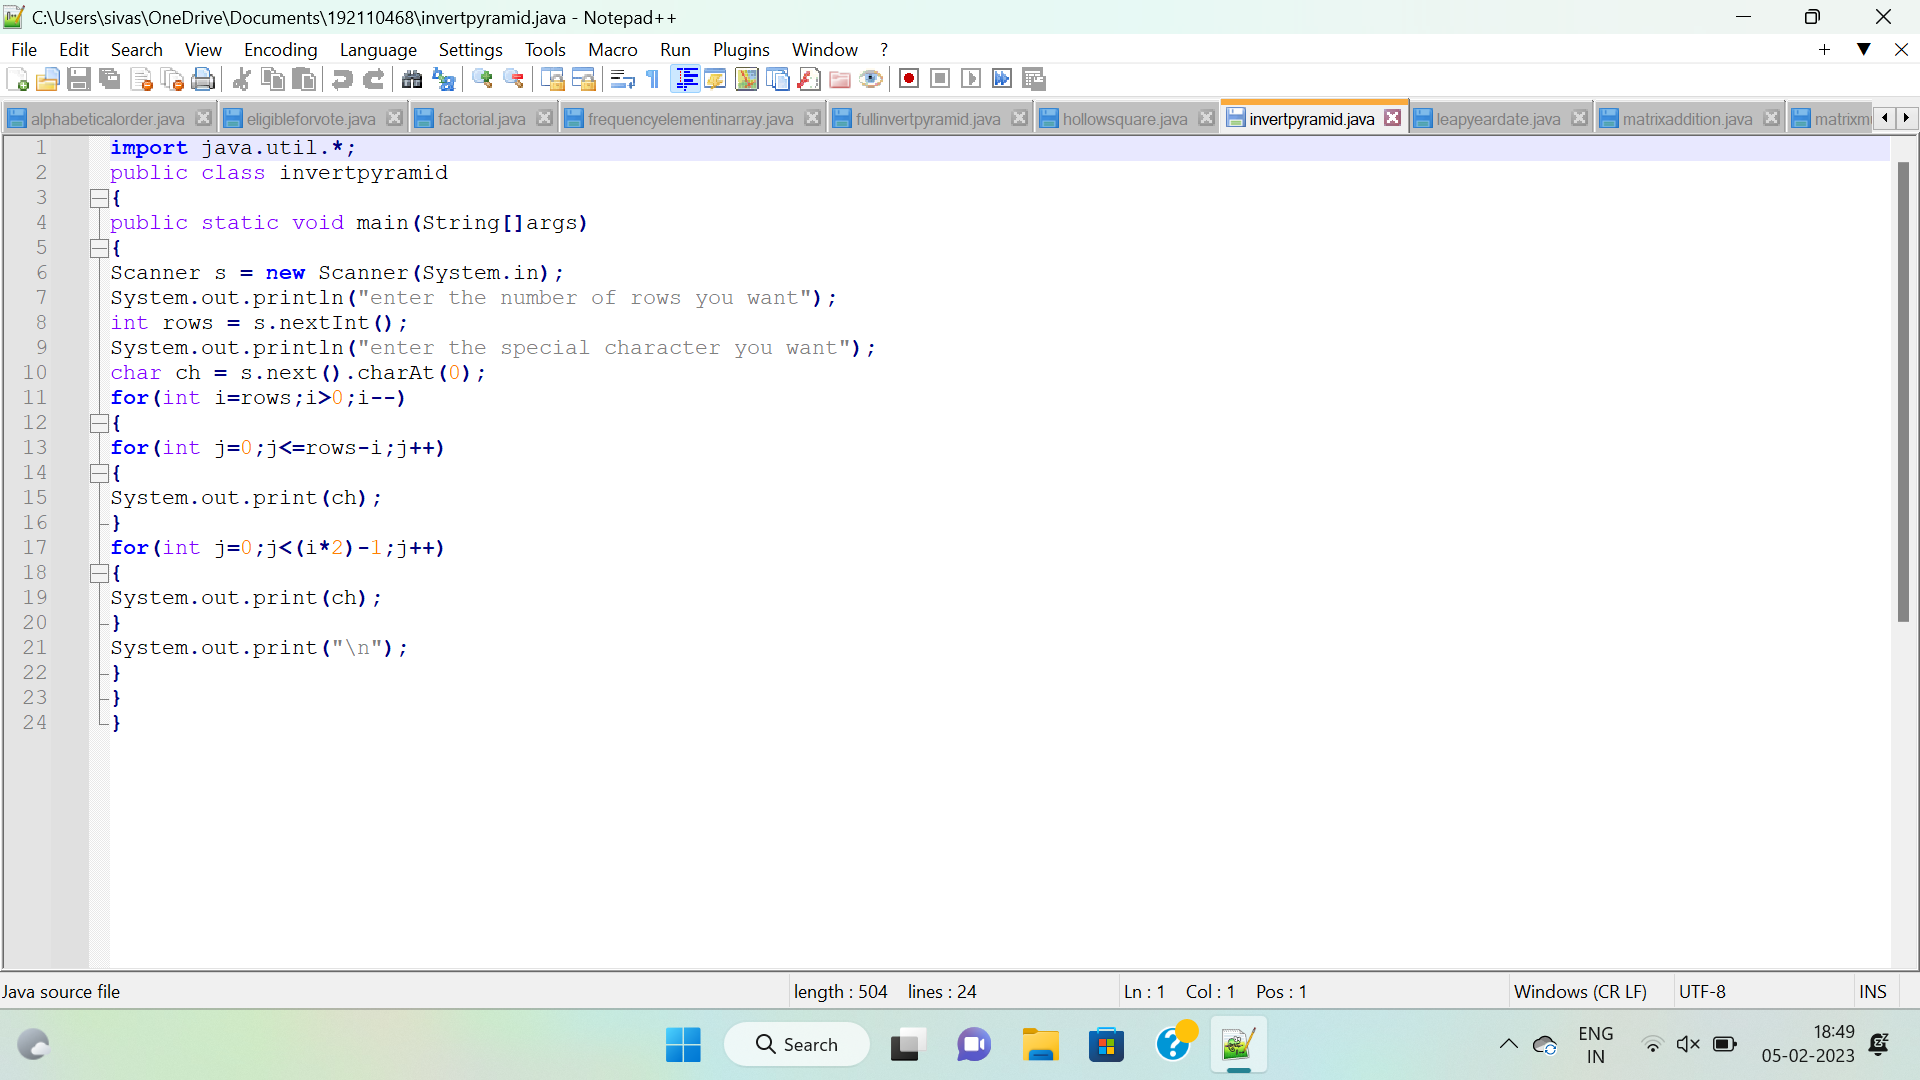 C:\Users\sivas\OneDrive\Documents\192110468\invertpyramid.java - Notepad++
File Edit Search View Encoding Language Settings Tools Macro Run Plugins Window ?
alphabeticalorder.java eligibleforvote.java factorial.java frequencyelementinarray.java fullinvertpyramid.java hollowsquare.java invertpyramid.java leapyeardate.java matrixaddition.java
1 import java.util.*;
2 public class invertpyramid
3 {
4 public static void main(String[]args)
5 {
6 Scanner s = new Scanner(System.in);
7 System.out.println("enter the number of rows you want");
8 int rows = s.nextInt();
9 System.out.println("enter the special character you want");
10 char ch = s.next().charAt(0);
11 for(int i=rows;i>0;i--)
12 {
13 for(int j=0;j<=rows-i;j++)
14 {
15 System.out.print(ch);
16 }
17 for(int j=0;j<(i*2)-1;j++)
18 {
19 System.out.print(ch);
20 }
21 System.out.print("\n");
22 }
23 }
24 }
Java source file length : 504 lines : 24 Ln : 1 Col : 1 Pos : 1 Windows (CR LF) UTF-8 INS
Search
ENG
IN
18:49
05-02-2023